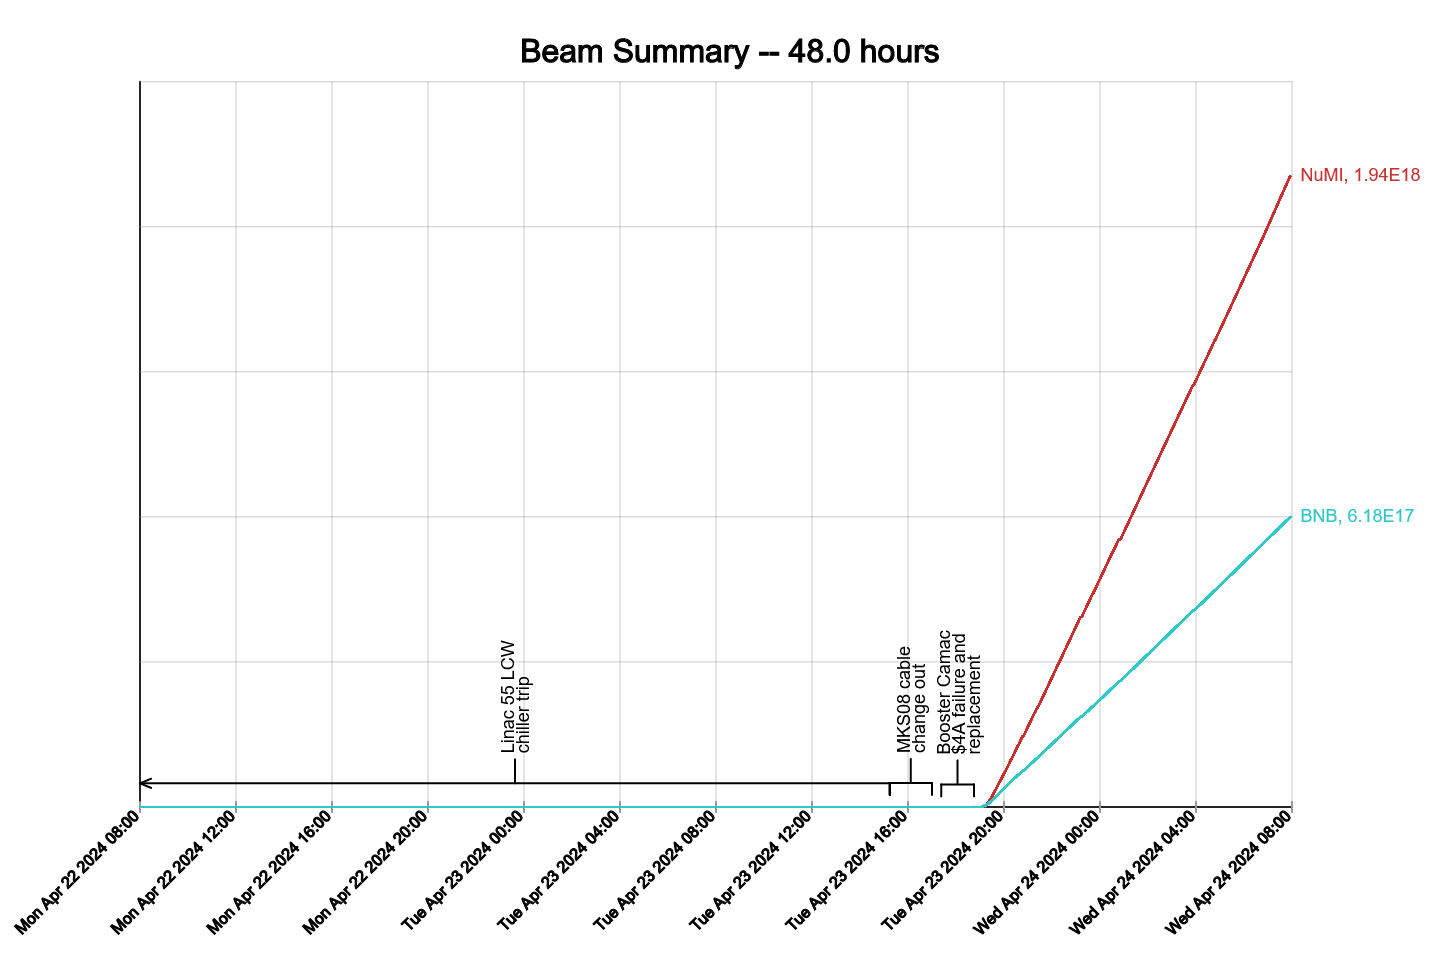 Beam Summary -- 48.0 hours
NuMI, 1.94E18
BNB, 6.18E17
Linac 55 LCW
chiller trip
MKS08 cable
change out
Booster Camac
$4A failure and
replacement
Mon Apr 22 2024 08:00
Mon Apr 22 2024 12:00
Mon Apr 22 2024 16:00
Mon Apr 22 2024 20:00
Tue Apr 23 2024 00:00
Tue Apr 23 2024 04:00
Tue Apr 23 2024 08:00
Tue Apr 23 2024 12:00
Tue Apr 23 2024 16:00
Tue Apr 23 2024 20:00
Wed Apr 24 2024 00:00
Wed Apr 24 2024 04:00
Wed Apr 24 2024 08:00